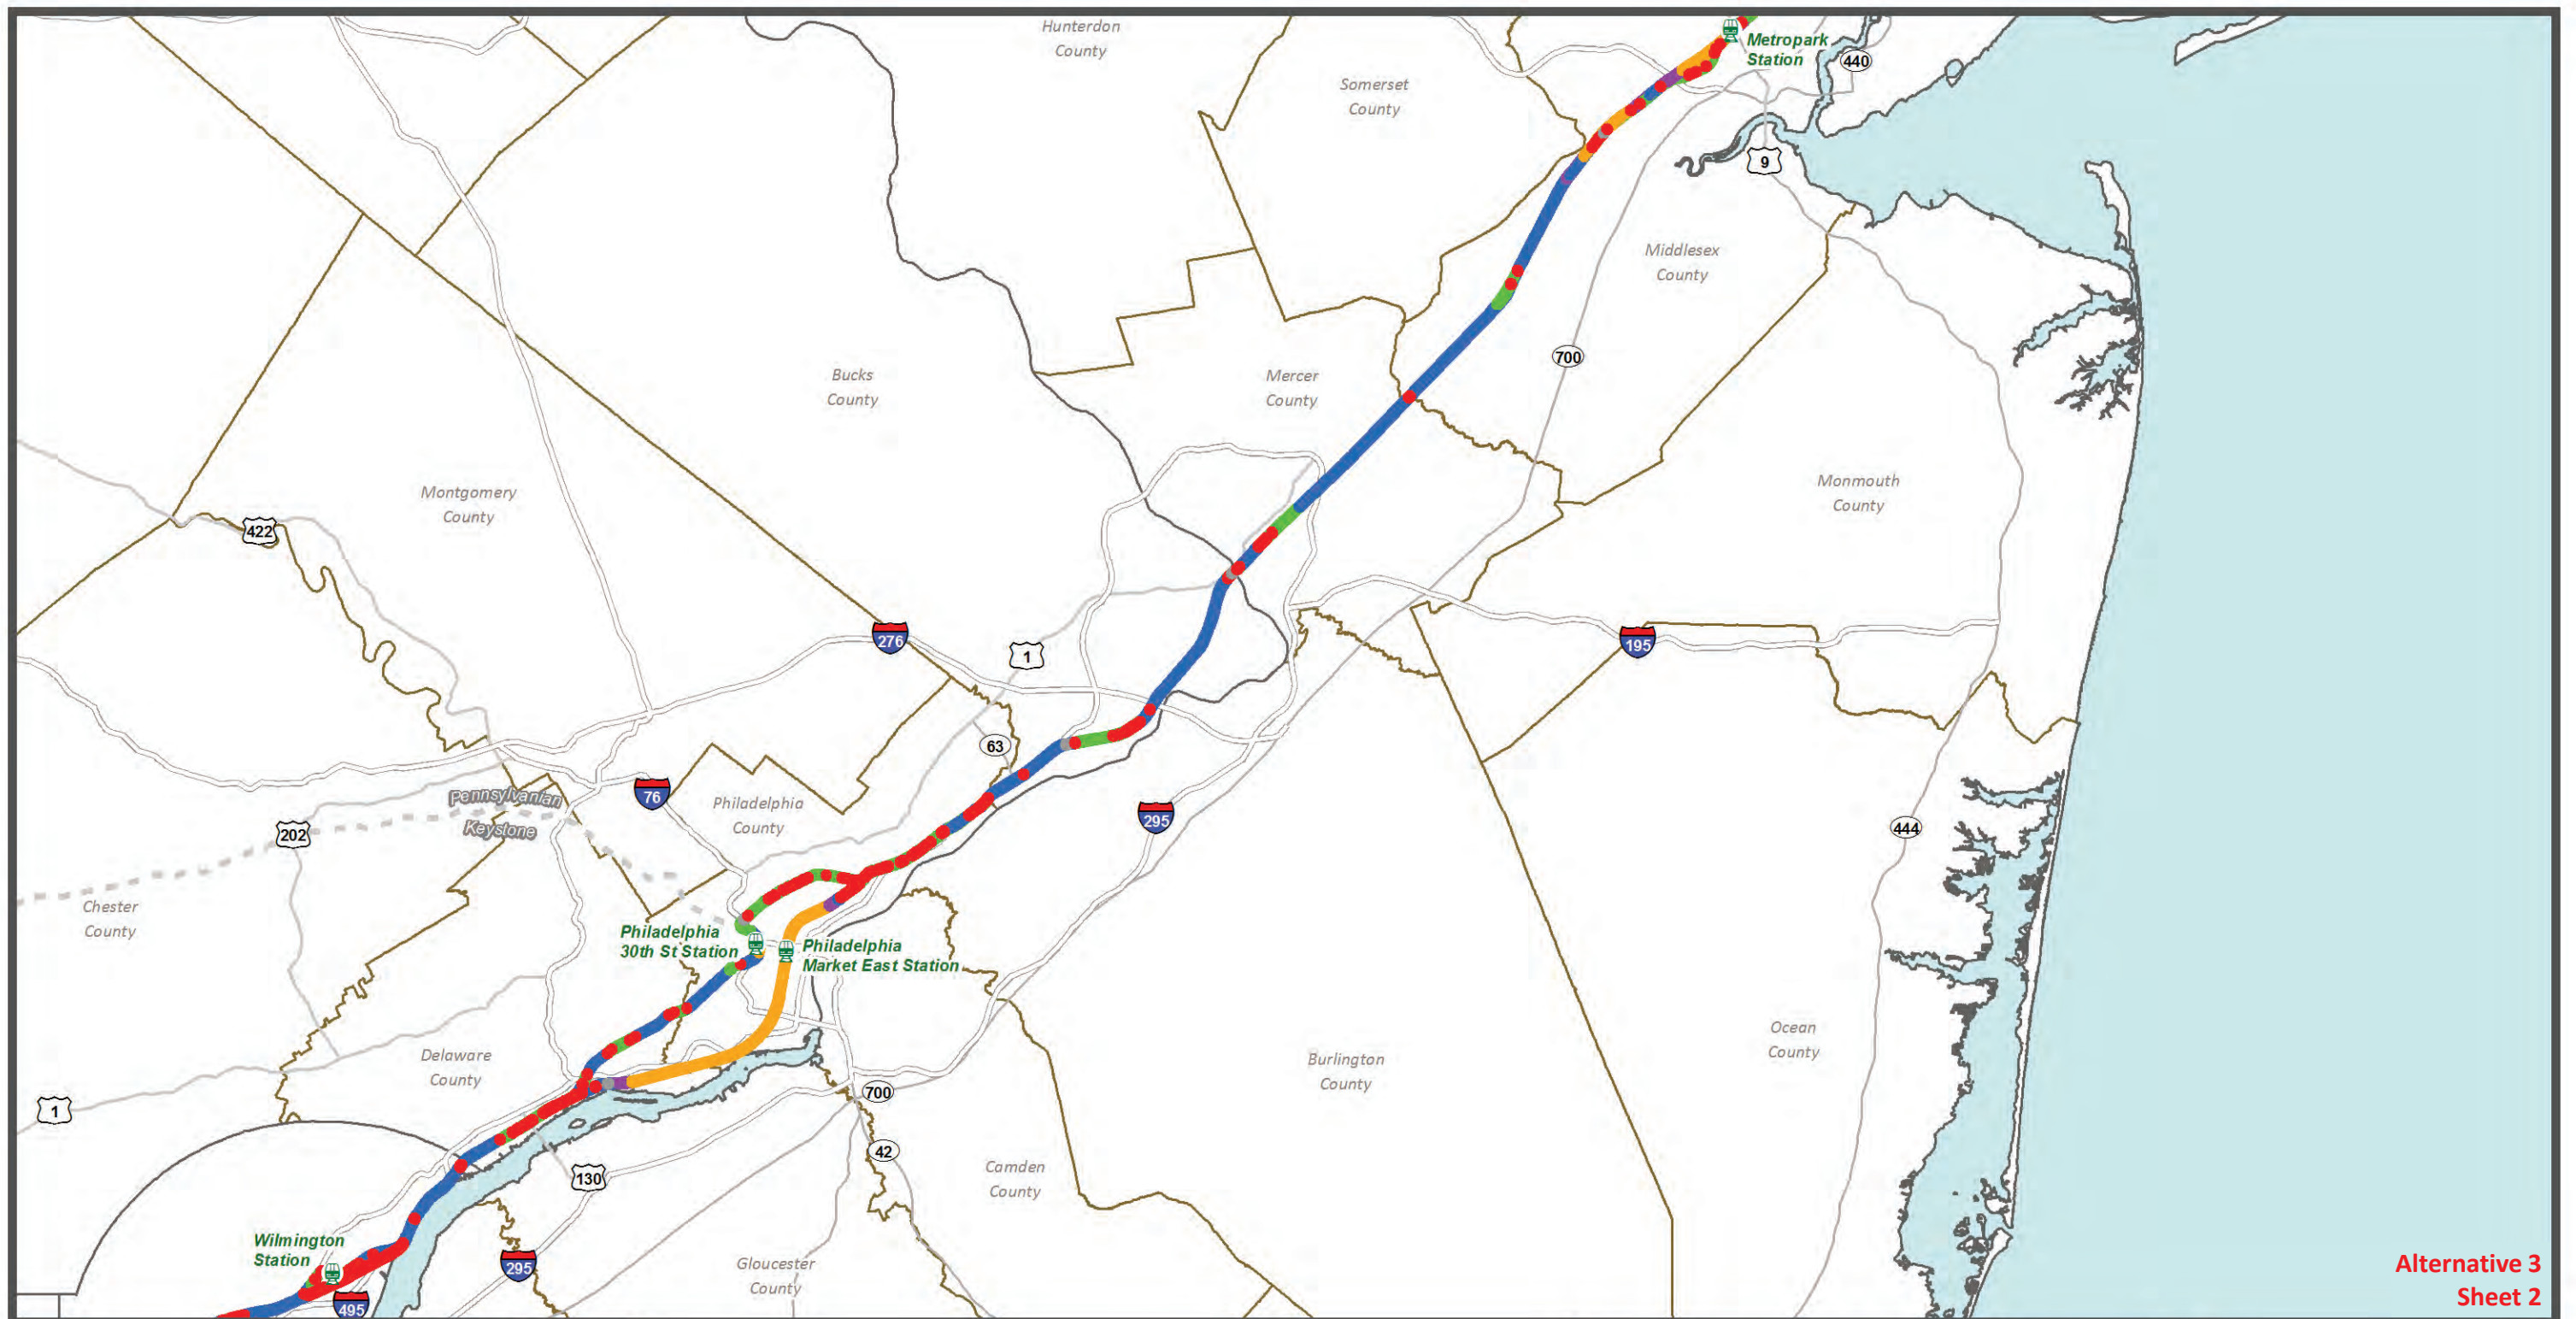 Hunterdon
County
Metropark
Station
440
Somerset
County
9
Middlesex
County
700
Bucks
County
Mercer
County
Montgomery
County
Monmouth
County
422
276
1
195
63
76
Philadelphia
County
Pennsylvanian
Keystone
202
295
444
Chester
County
Philadelphia
30th St Station
Philadelphia
Market East Station
Delaware
County
Burlington
County
Ocean
County
1
700
42
130
Camden
County
Wilmington
Station
295
Gloucester
County
495
Alternative 3
Sheet 2